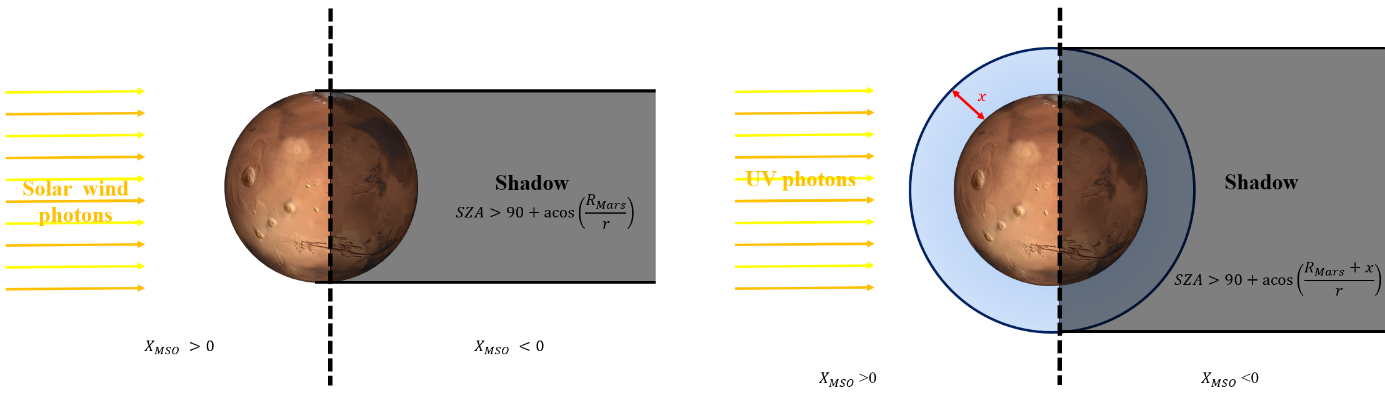 Solar wind
photons
Shadow
SZA > 90 + acos(R_Mars/r)
X_MSO > 0
X_MSO < 0
x
UV photons
Shadow
SZA > 90 + acos((R_Mars + x)/r)
X_MSO >0
X_MSO <0